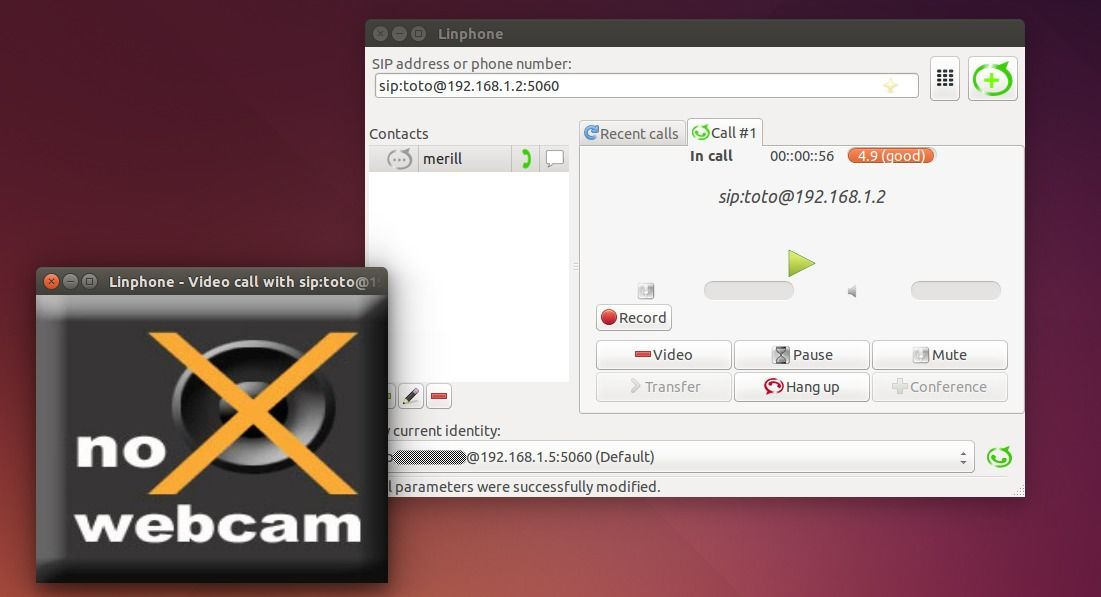 Linphone
SIP address or phone number:
sip:toto@192.168.1.2:5060
Contacts
Recent calls
Call #1
merill
In call 00::00::56 4.9 (good)
sip:toto@192.168.1.2
Linphone - Video call with sip:toto@
Record
Video
Pause
Mute
Transfer
Hang up
Conference
no
webcam
current identity:
@192.168.1.5:5060 (Default)
parameters were successfully modified.